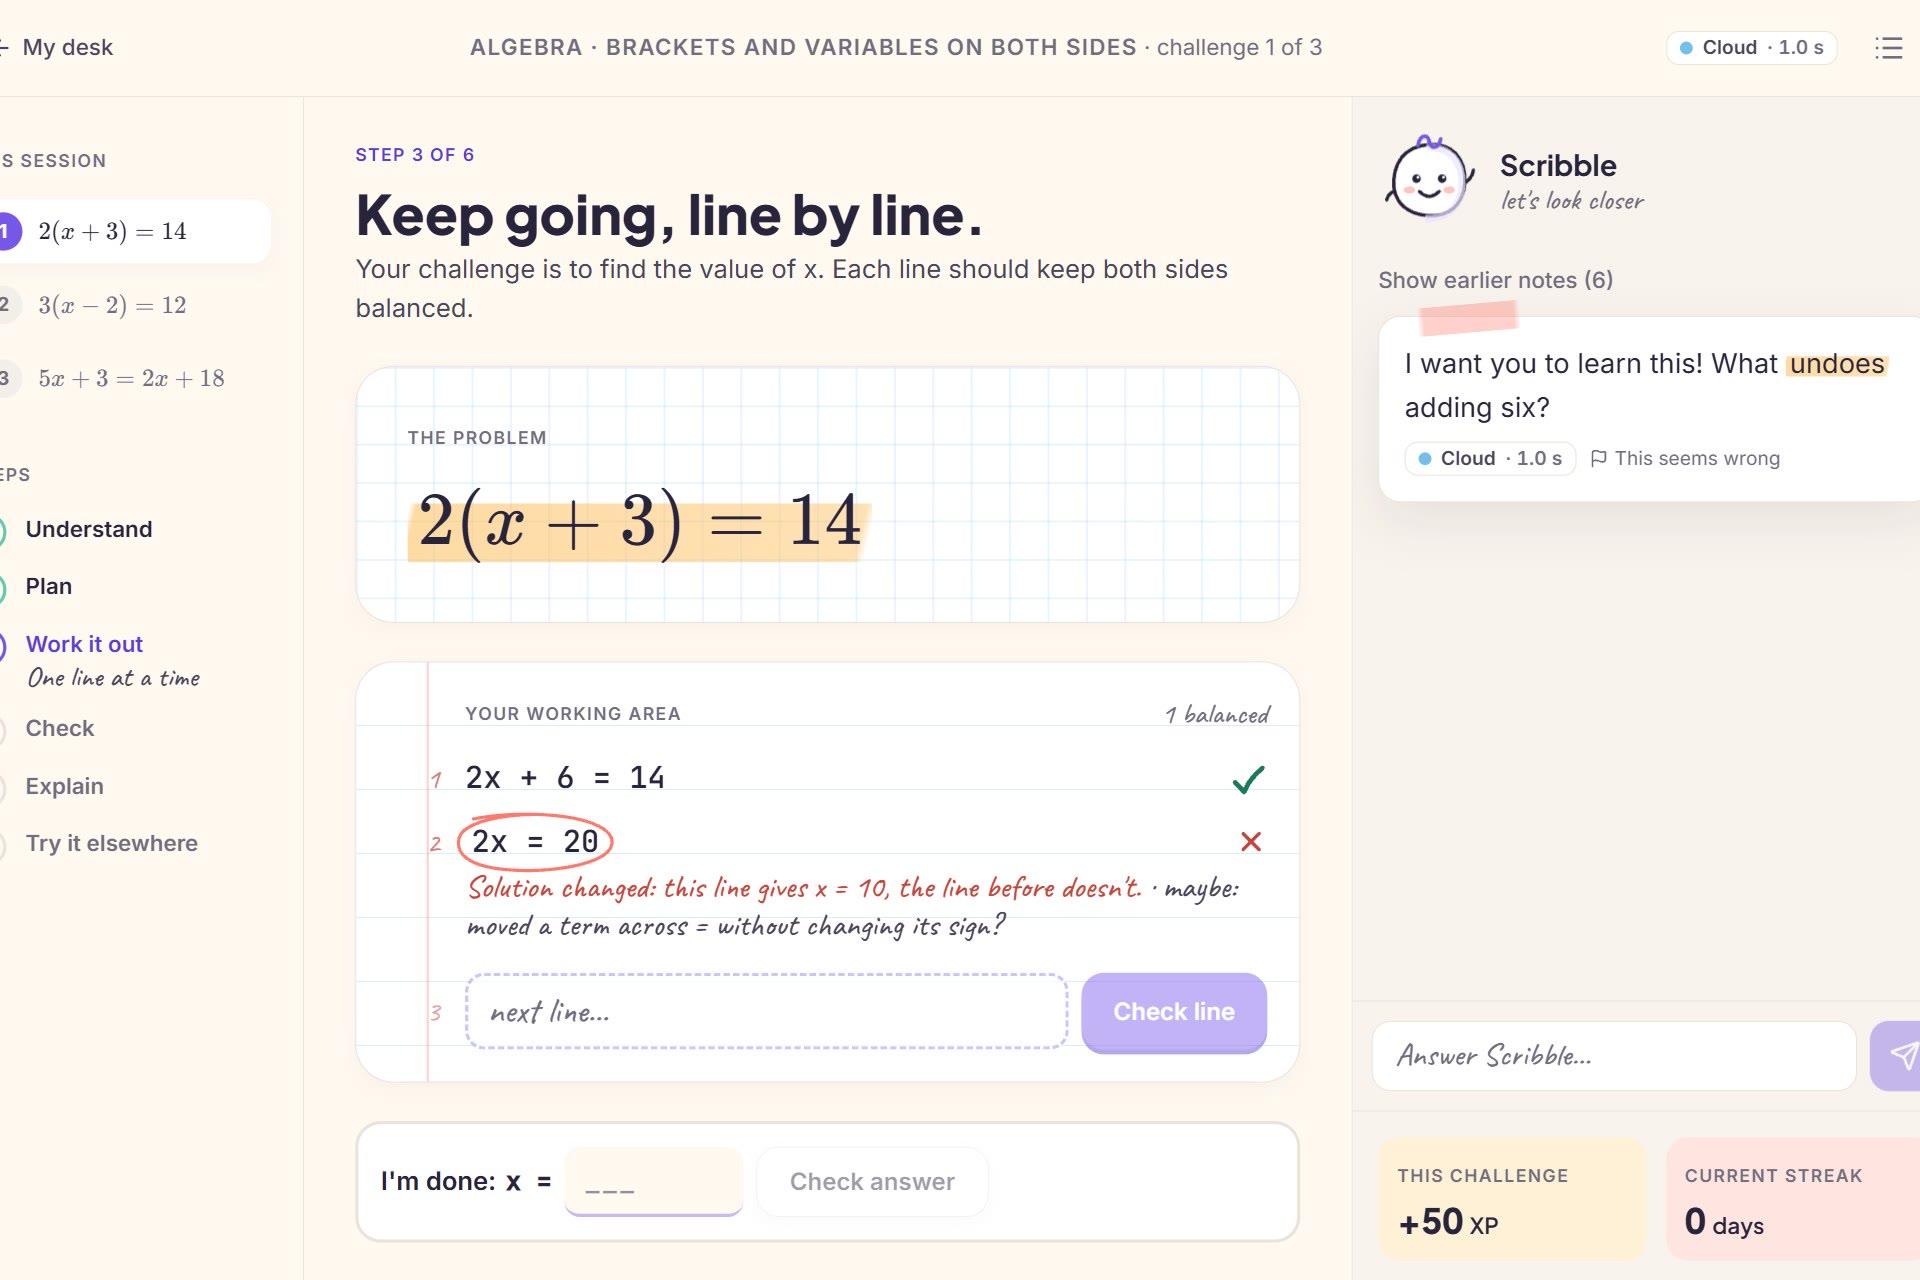 My desk
ALGEBRA · BRACKETS AND VARIABLES ON BOTH SIDES · challenge 1 of 3
Cloud · 1.0 s
S SESSION
1 2(x + 3) = 14
2 3(x − 2) = 12
3 5x + 3 = 2x + 18
EPS
Understand
Plan
Work it out
One line at a time
Check
Explain
Try it elsewhere
STEP 3 OF 6
Keep going, line by line.
Your challenge is to find the value of x. Each line should keep both sides
balanced.
THE PROBLEM
2(x + 3) = 14
YOUR WORKING AREA
1 balanced
1 2x + 6 = 14
2 2x = 20
Solution changed: this line gives x = 10, the line before doesn't. · maybe:
moved a term across = without changing its sign?
3 next line...
Check line
I'm done: x = ___
Check answer
Scribble
let's look closer
Show earlier notes (6)
I want you to learn this! What undoes
adding six?
Cloud · 1.0 s
This seems wrong
Answer Scribble...
THIS CHALLENGE
+50 XP
CURRENT STREAK
0 days